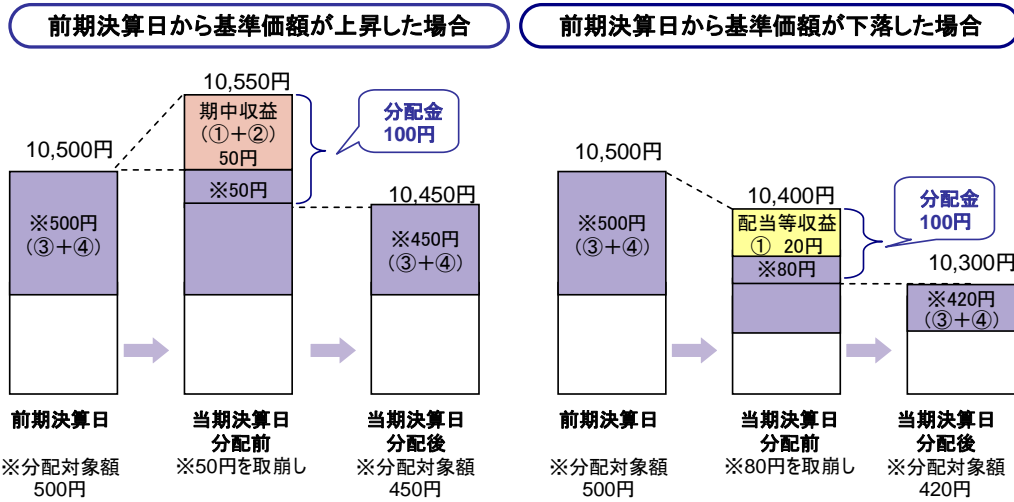 前期決算日から基準価額が上昇した場合
10,550円
期中収益
(①+②)
50円
分配金
100円
10,500円
※50円
10,450円
※500円
(③+④)
※450円
(③+④)
前期決算日
当期決算日
分配前
当期決算日
分配後
※分配対象額
500円
※50円を取崩し
※分配対象額
450円
前期決算日から基準価額が下落した場合
10,500円
10,400円
分配金
100円
配当等収益
① 20円
※500円
(③+④)
※80円
10,300円
※420円
(③+④)
前期決算日
当期決算日
分配前
当期決算日
分配後
※分配対象額
500円
※80円を取崩し
※分配対象額
420円